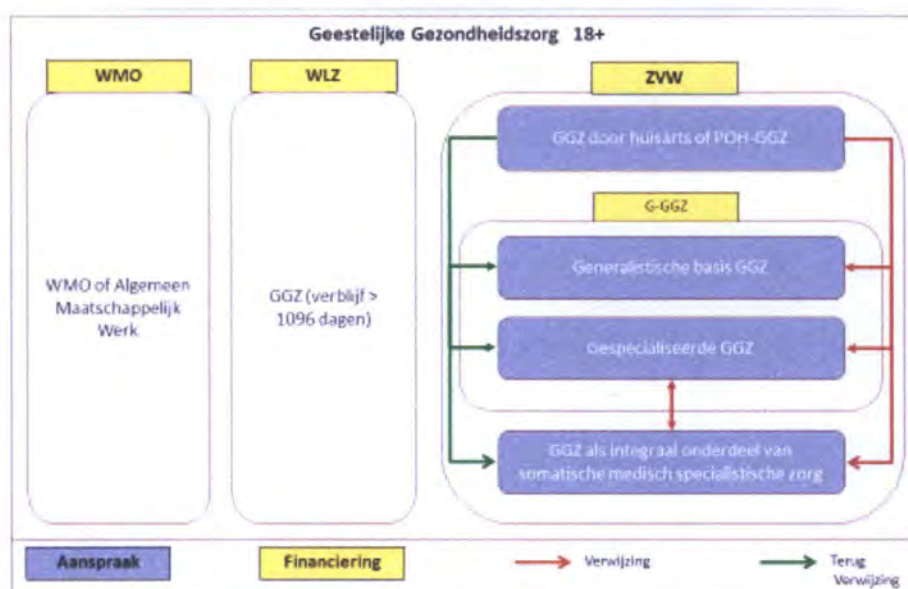 Geestelijke Gezondheidszorg 18+
WMO
WLZ
ZVW
GGZ door huisarts of POH-GGZ
G-GGZ
Generalistische basis GGZ
WMO of Algemeen
Maatschappelijk
Werk
GGZ (verblijf >
1096 dagen)
Gespecialiseerde GGZ
GGZ als integraal onderdeel van
somatische medisch specialistische zorg
Aanspraak
Financiering
Verwijzing
Terug
Verwijzing